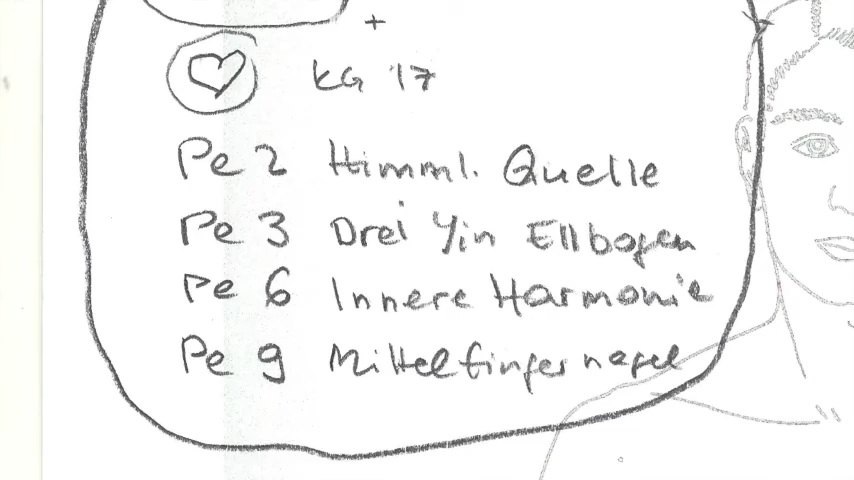 +
KG 17
Pe 2 Himml. Quelle
Pe 3 Drei Yin Ellbogen
Pe 6 Innere Harmonie
Pe 9 Mittelfingernagel